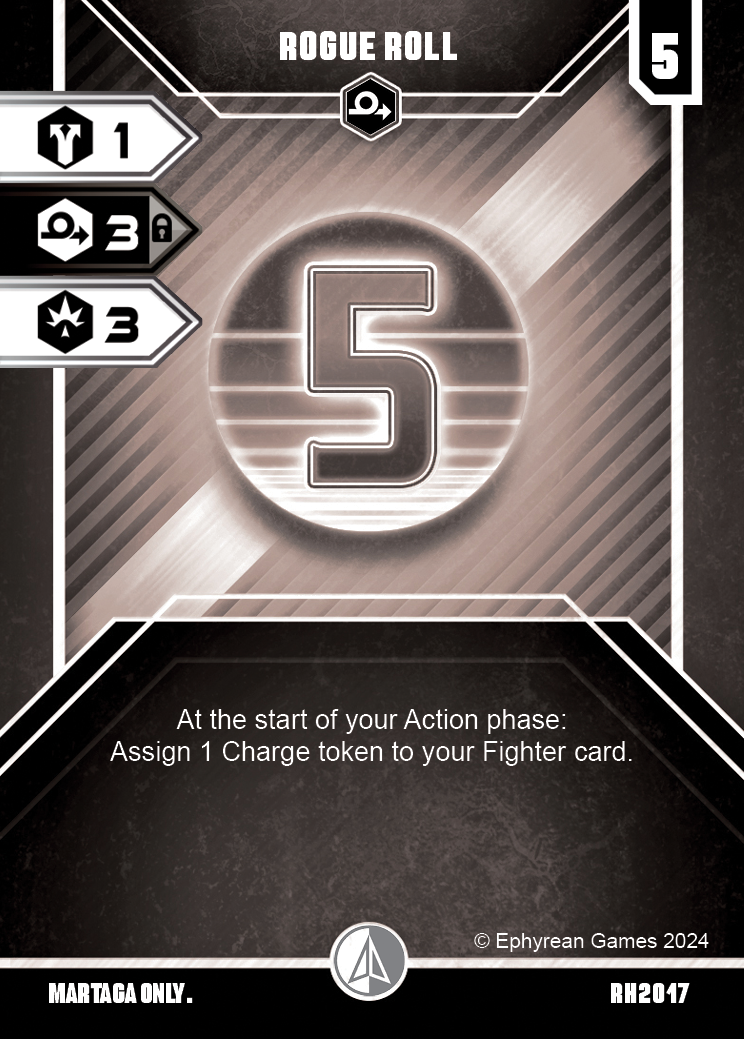 ROGUE ROLL
5
1
3
3
5
At the start of your Action phase:
Assign 1 Charge token to your Fighter card.
© Ephyrean Games 2024
MARTAGA ONLY.
RH2017